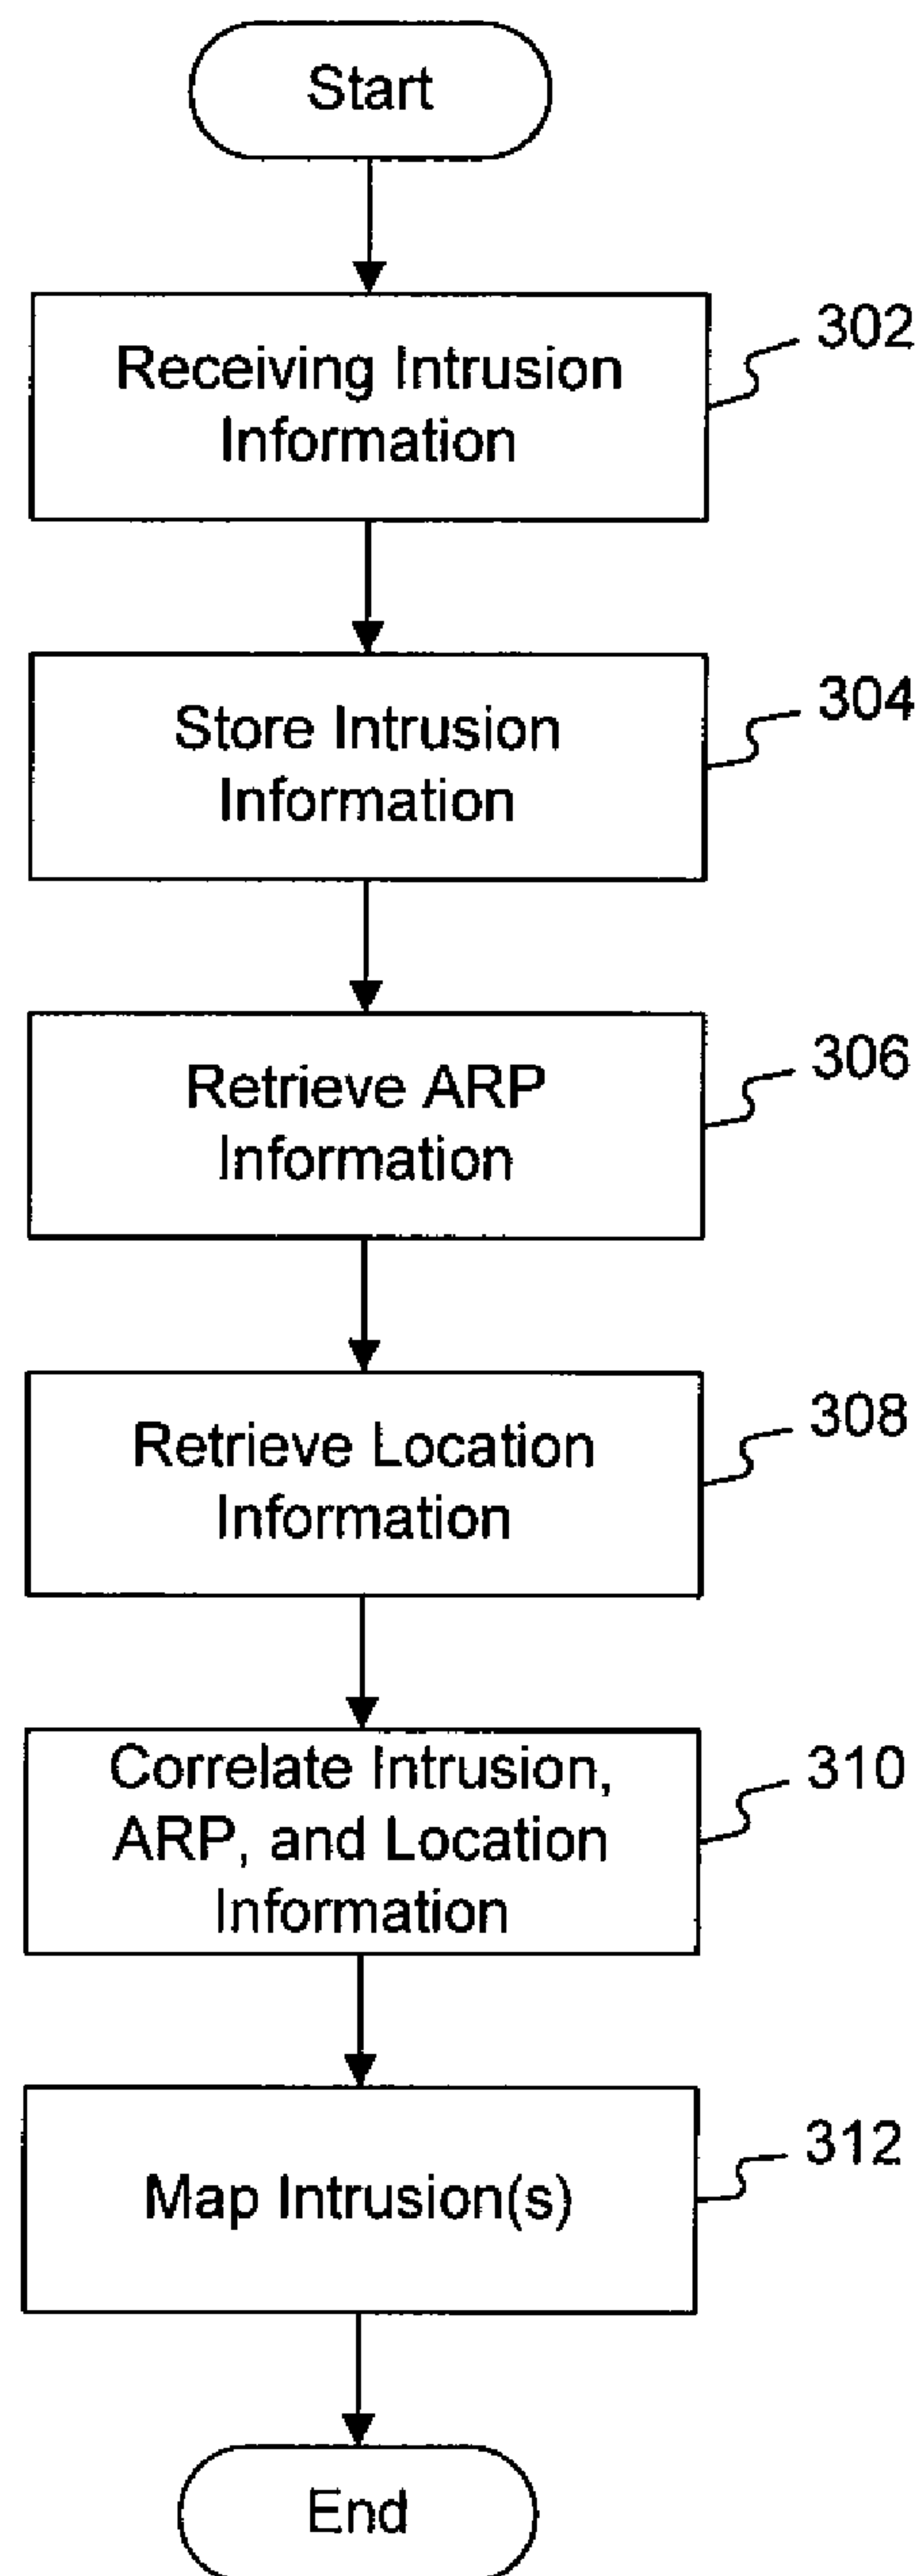 Start
302
Receiving Intrusion
Information
304
Store Intrusion
Information
306
Retrieve ARP
Information
308
Retrieve Location
Information
310
Correlate Intrusion,
ARP, and Location
Information
312
Map Intrusion(s)
End